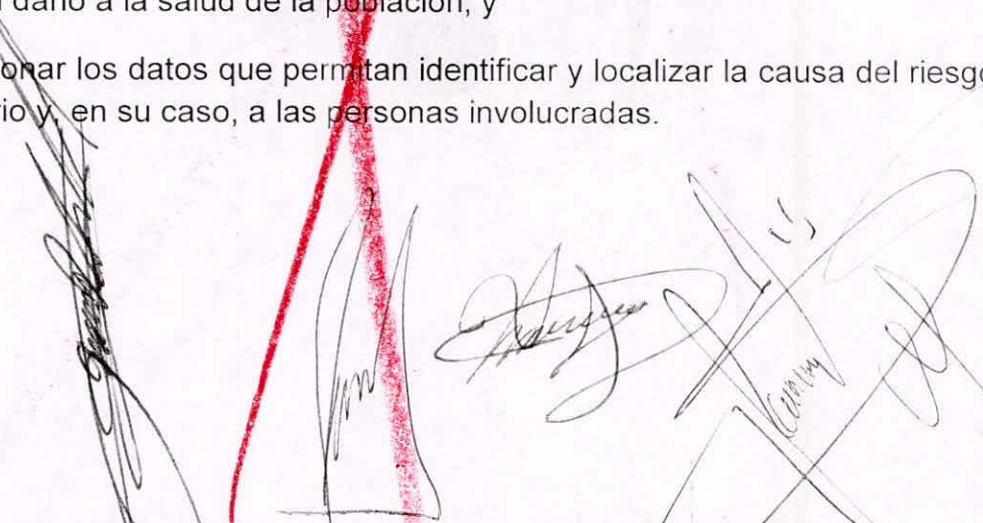 daño a la salud de la población, y
onar los datos que permitan identificar y localizar la causa del riesgo
rio y, en su caso, a las personas involucradas.